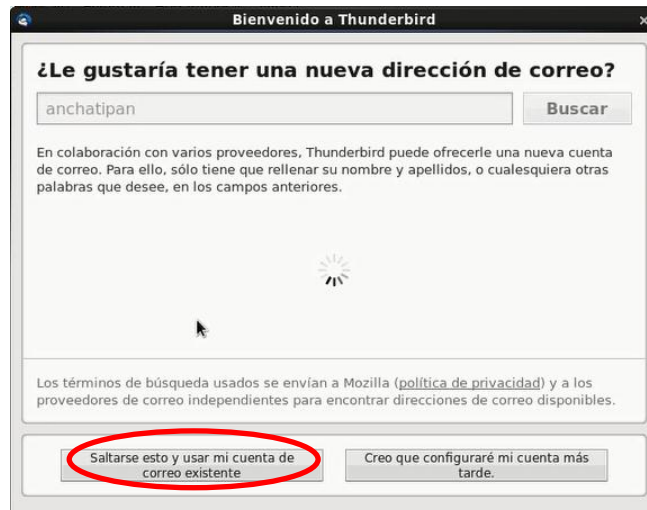 Bienvenido a Thunderbird
¿Le gustaría tener una nueva dirección de correo?
anchatipan
Buscar
En colaboración con varios proveedores, Thunderbird puede ofrecerle una nueva cuenta
de correo. Para ello, sólo tiene que rellenar su nombre y apellidos, o cualesquiera otras
palabras que desee, en los campos anteriores.
Los términos de búsqueda usados se envían a Mozilla (política de privacidad) y a los
proveedores de correo independientes para encontrar direcciones de correo disponibles.
Saltarse esto y usar mi cuenta de
correo existente
Creo que configuraré mi cuenta más
tarde.